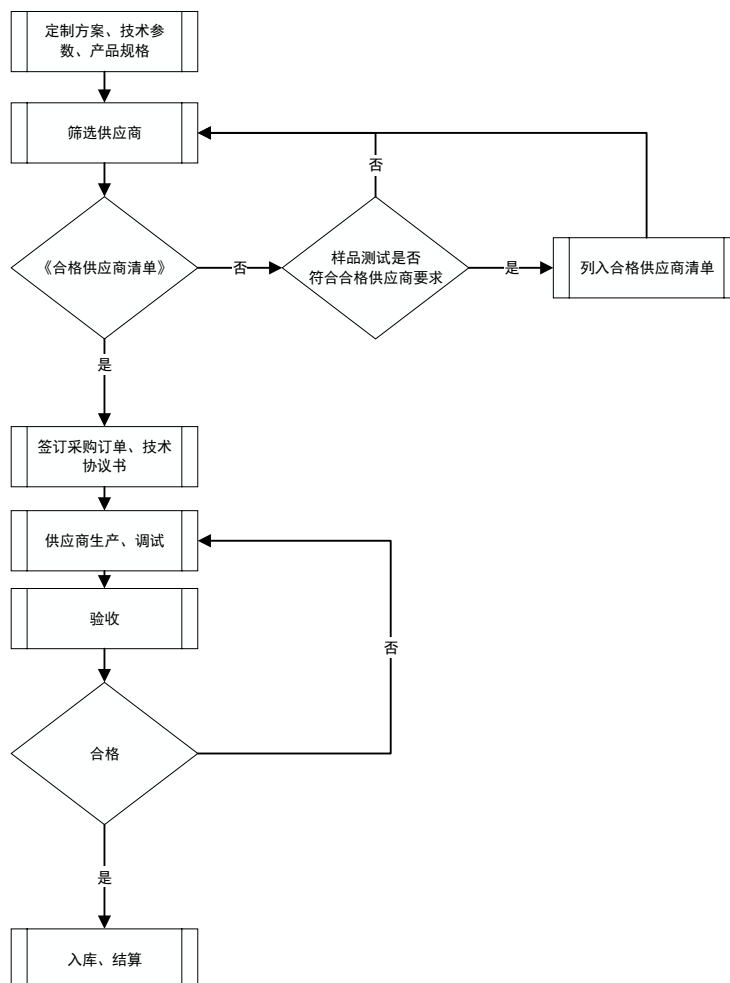 定制方案、技术参
数、产品规格
筛选供应商
否
《合格供应商清单》
否
样品测试是否
符合合格供应商要求
是
列入合格供应商清单
是
签订采购订单、技术
协议书
供应商生产、调试
验收
否
合格
是
入库、结算